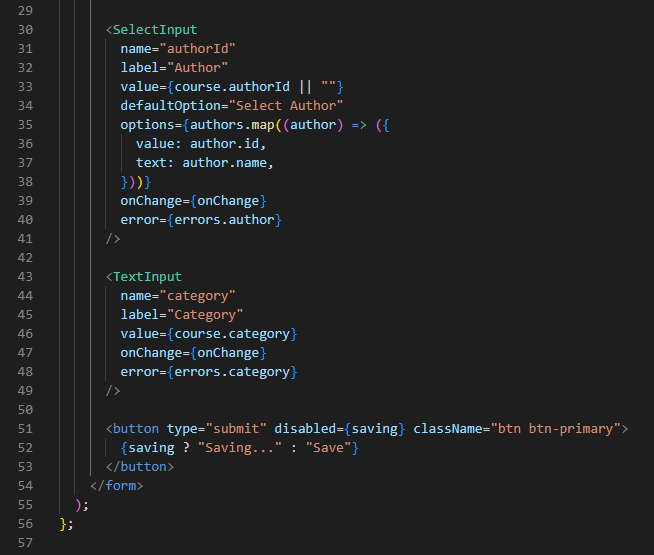 29
30 <SelectInput
31 name="authorId"
32 label="Author"
33 value={course.authorId || ""}
34 defaultOption="Select Author"
35 options={authors.map((author) => ({
36 value: author.id,
37 text: author.name,
38 }))}
39 onChange={onChange}
40 error={errors.author}
41 />
42
43 <TextInput
44 name="category"
45 label="Category"
46 value={course.category}
47 onChange={onChange}
48 error={errors.category}
49 />
50
51 <button type="submit" disabled={saving} className="btn btn-primary">
52 {saving ? "Saving..." : "Save"}
53 </button>
54 </form>
55 );
56 };
57